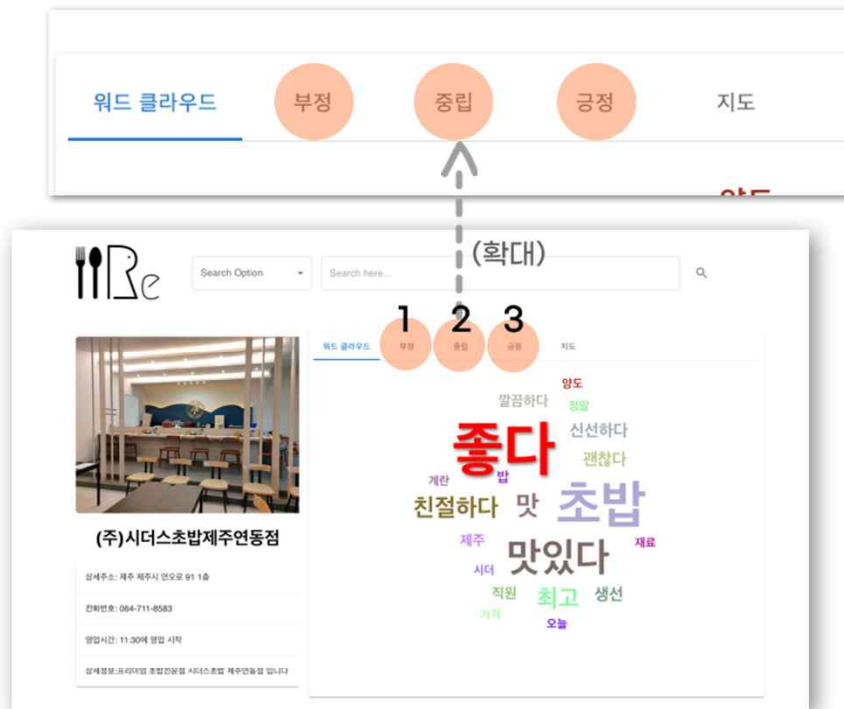 워드 클라우드 부정 중립 긍정 지도
(확대)
Re
Search Option Search here...
1 2 3
워드 클라우드 부정 중립 긍정 지도
양도
깔끔하다 정말
좋다 신선하다
괜찮다
계란 밥
친절하다 맛 초밥
제주 맛있다 재료
시더
직원 최고 생선
가격 오늘
(주)시더스초밥제주연동점
상세주소: 제주 제주시 연오로 91 1층
전화번호: 064-711-8583
영업시간: 11:30에 영업 시작
상세정보:프리미엄 초밥전문점 시더스초밥 제주연동점 입니다